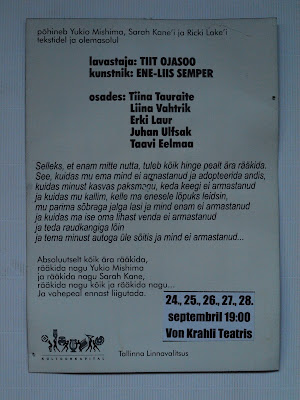 põhineb Yukio Mishima, Sarah Kane'i ja Ricki Lake'i
tekstidel ja olemasolul
lavastaja: TIIT OJASOO
kunstnik: ENE-LIIS SEMPER
osades: Tiina Tauraite
Liina Vahtrik
Erki Laur
Juhan Ulfsak
Taavi Eelmaa
Selleks, et enam mitte nutta, tuleb kõik hinge pealt ära rääkida.
See, kuidas mu ema mind ei armastanud ja adopteerida andis,
kuidas minust kasvas paksmagu, keda keegi ei armastanud
ja kuidas mu kallim, kelle ma enesele lõpuks leidsin,
mu parima sõbraga jalga lasi ja mind enam ei armastanud
ja kuidas ma ise oma lihast venda ei armastanud
ja teda raudkangiga lõin
ja tema minust autoga üle sõitis ja mind ei armastanud...
Absoluutselt kõik ära rääkida,
rääkida nagu Yukio Mishima
ja rääkida nagu Sarah Kane,
rääkida nagu kõik ja rääkida nagu...
Ja vahepeal ennast liigutada.
24., 25., 26., 27., 28.
septembril 19:00
Von Krahli Teatris
KULTUURKAPITAL
Tallinna Linnavalitsus